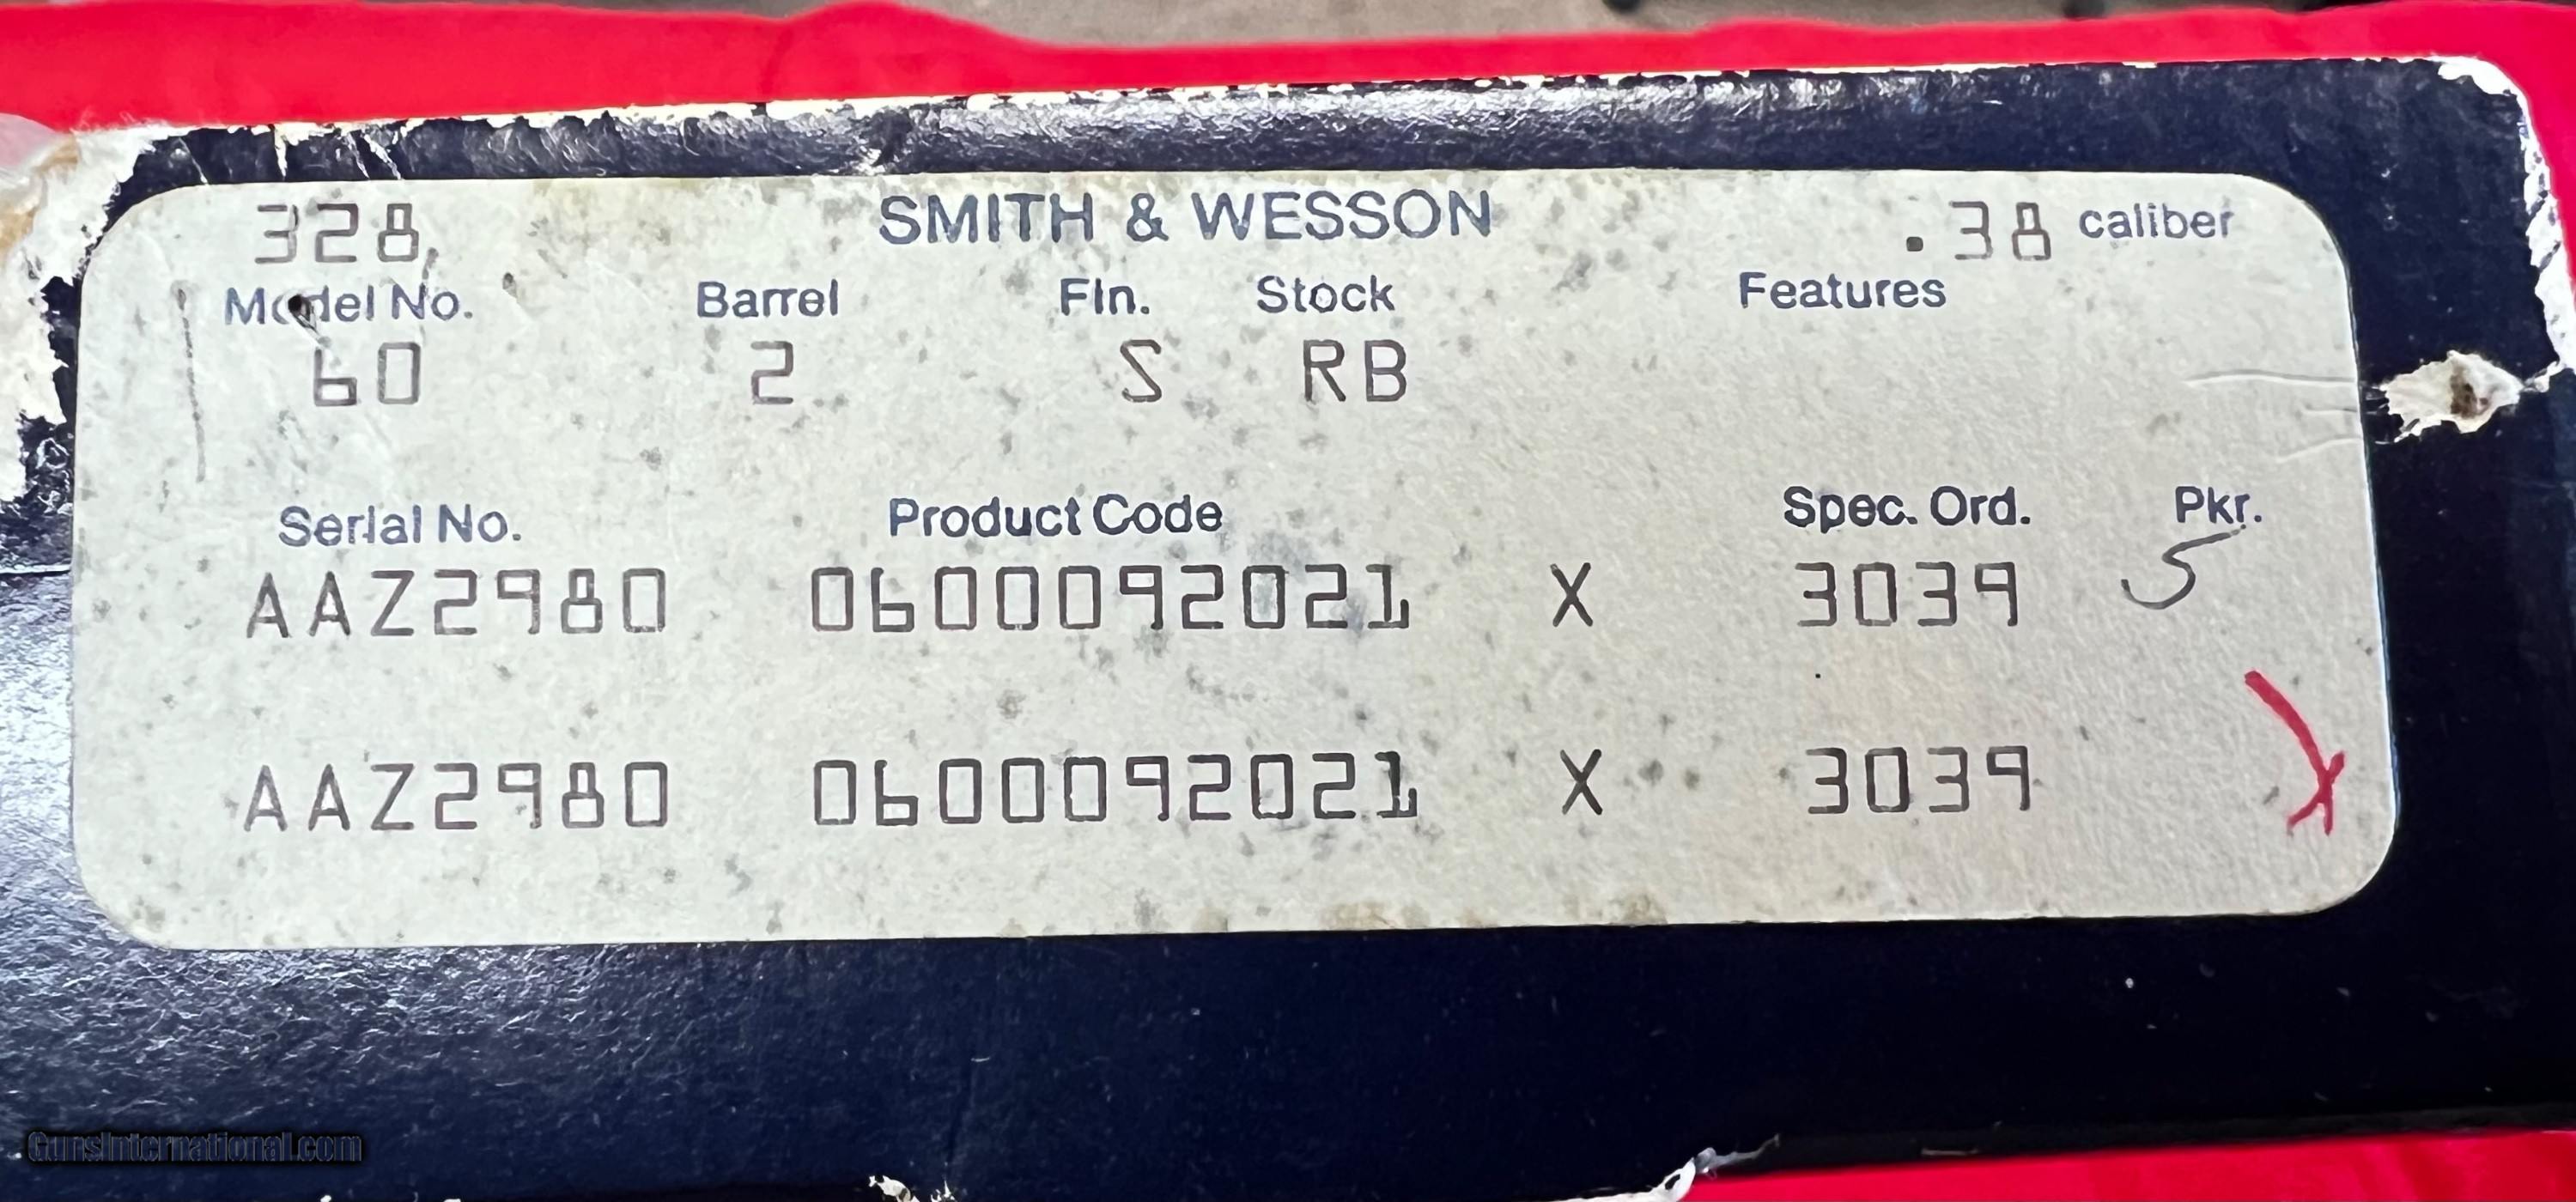 328 SMITH & WESSON .38 caliber
Model No. Barrel Fin. Stock Features
60 2 S RB
Serial No. Product Code Spec. Ord. Pkr.
AAZ2980 0600092021 X 3039 S
AAZ2980 0600092021 X 3039
GunsInternational.com